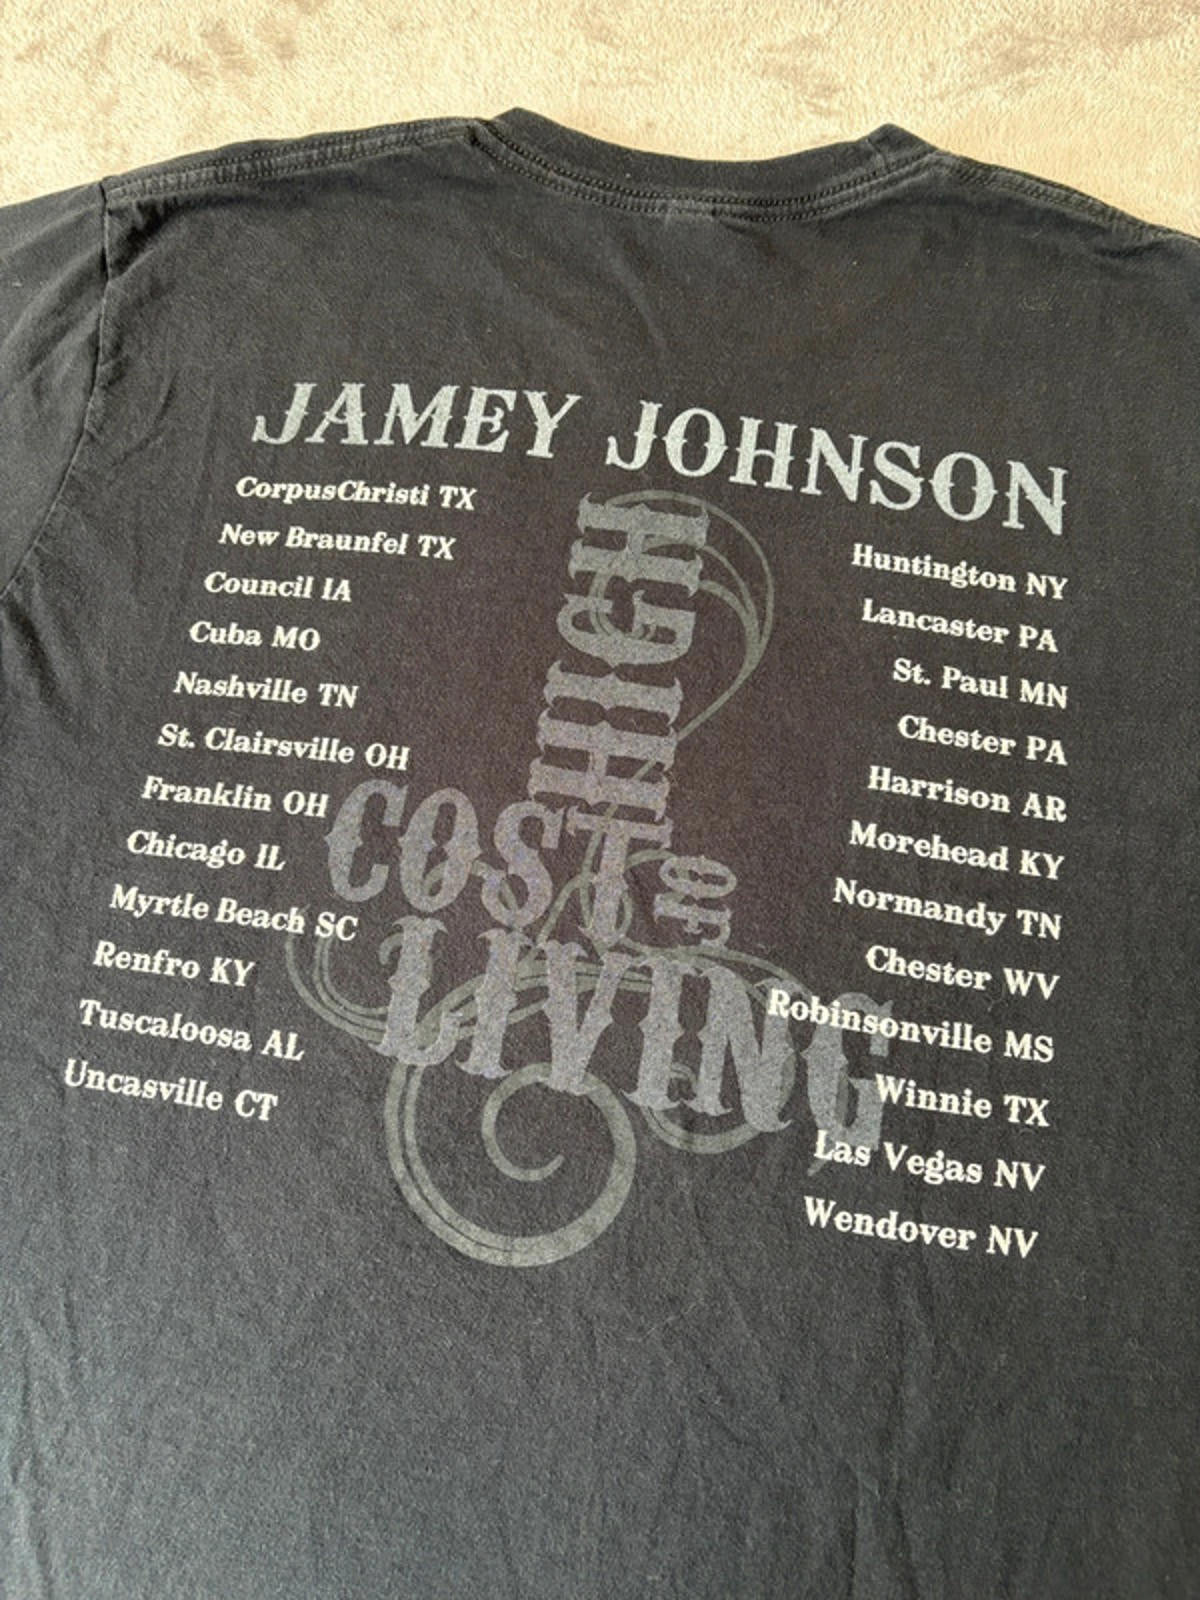 JAMEY JOHNSON
CorpusChristi TX
New Braunfel TX
Council IA
Cuba MO
Nashville TN
St. Clairsville OH
Franklin OH
Chicago IL
Myrtle Beach SC
Renfro KY
Tuscaloosa AL
Uncasville CT
HIGH
COST OF
LIVING
Huntington NY
Lancaster PA
St. Paul MN
Chester PA
Harrison AR
Morehead KY
Normandy TN
Chester WV
Robinsonville MS
Winnie TX
Las Vegas NV
Wendover NV